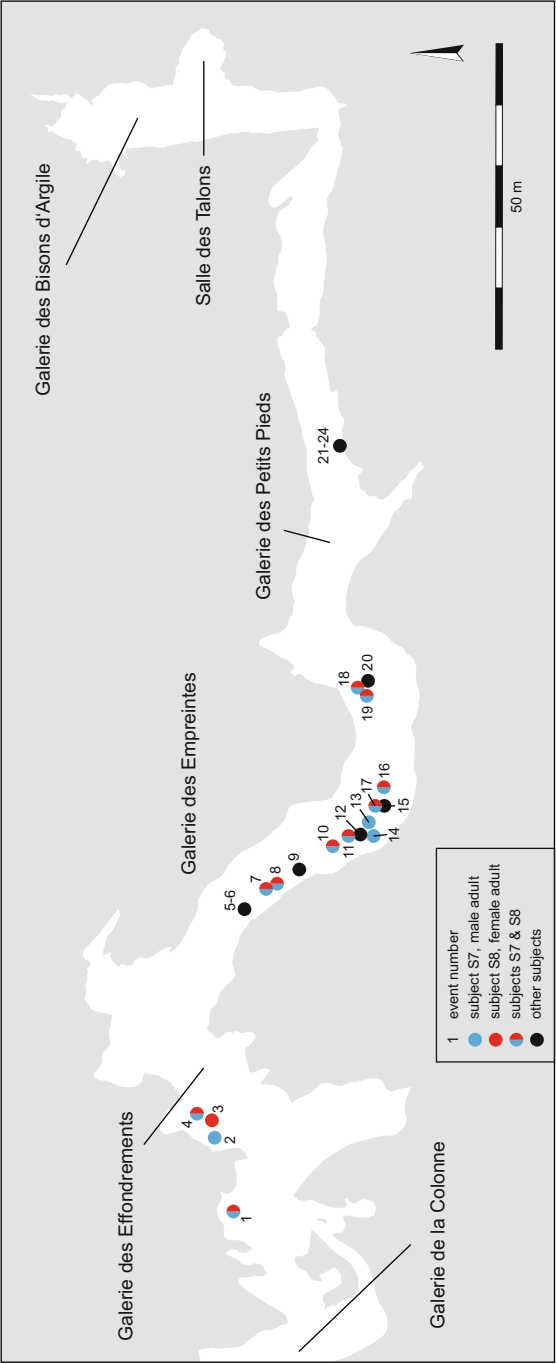 Galerie des Effondrements
Galerie de la Colonne
Galerie des Empreintes
Galerie des Petits Pieds
Galerie des Bisons d'Argile
Salle des Talons
1
2
3
4
5-6
7
8
9
10
11
12
13
14
15
16
17
18
19
20
21-24
1 event number
subject S7, male adult
subject S8, female adult
subjects S7 & S8
other subjects
50 m